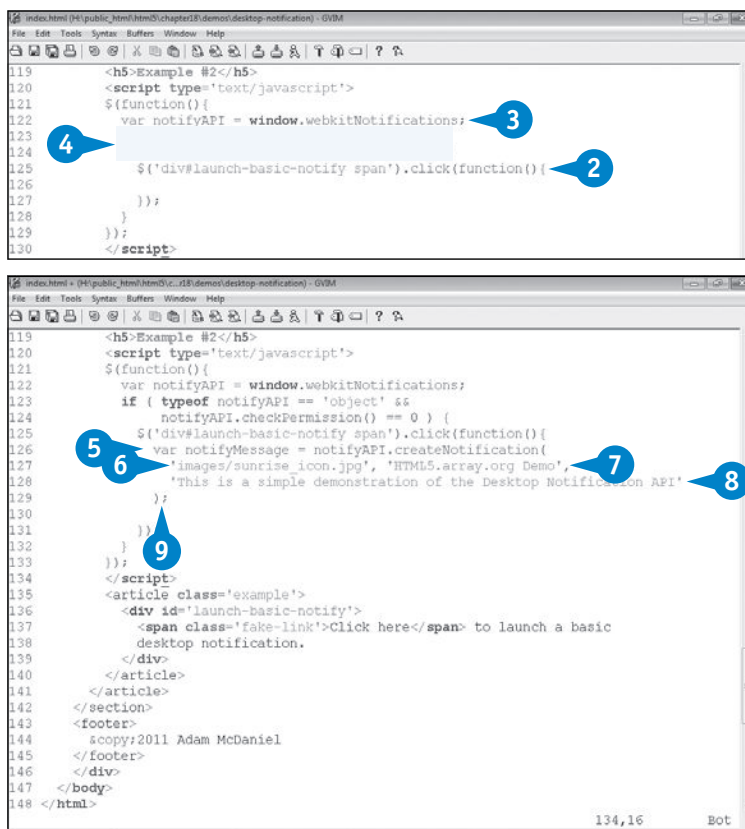 index.html (H:\public_html\html5\chapter18\demos\desktop-notification) - GVIM
File Edit Tools Syntax Buffers Window Help
119 <h5>Example #2</h5>
120 <script type='text/javascript'>
121 $(function(){
122 var notifyAPI = window.webkitNotifications; 3
123
4
124
125 $('div#launch-basic-notify span').click(function(){ 2
126
127 });
128 }
129 });
130 </script>
index.html + (H:\public_html\html5\c...r18\demos\desktop-notification) - GVIM
File Edit Tools Syntax Buffers Window Help
119 <h5>Example #2</h5>
120 <script type='text/javascript'>
121 $(function(){
122 var notifyAPI = window.webkitNotifications;
123 if ( typeof notifyAPI == 'object' &&
124 notifyAPI.checkPermission() == 0 ) {
125 $('div#launch-basic-notify span').click(function(){
126 5 var notifyMessage = notifyAPI.createNotification(
127 6 'images/sunrise_icon.jpg', 'HTML5.array.org Demo', 7
128 'This is a simple demonstration of the Desktop Notification API' 8
129 );
130
131 })
9
132 }
133 });
134 </script>
135 <article class='example'>
136 <div id='launch-basic-notify'>
137 <span class='fake-link'>Click here</span> to launch a basic
138 desktop notification.
139 </div>
140 </article>
141 </article>
142 </section>
143 <footer>
144 &copy;2011 Adam McDaniel
145 </footer>
146 </div>
147 </body>
148 </html>
134,16 Bot